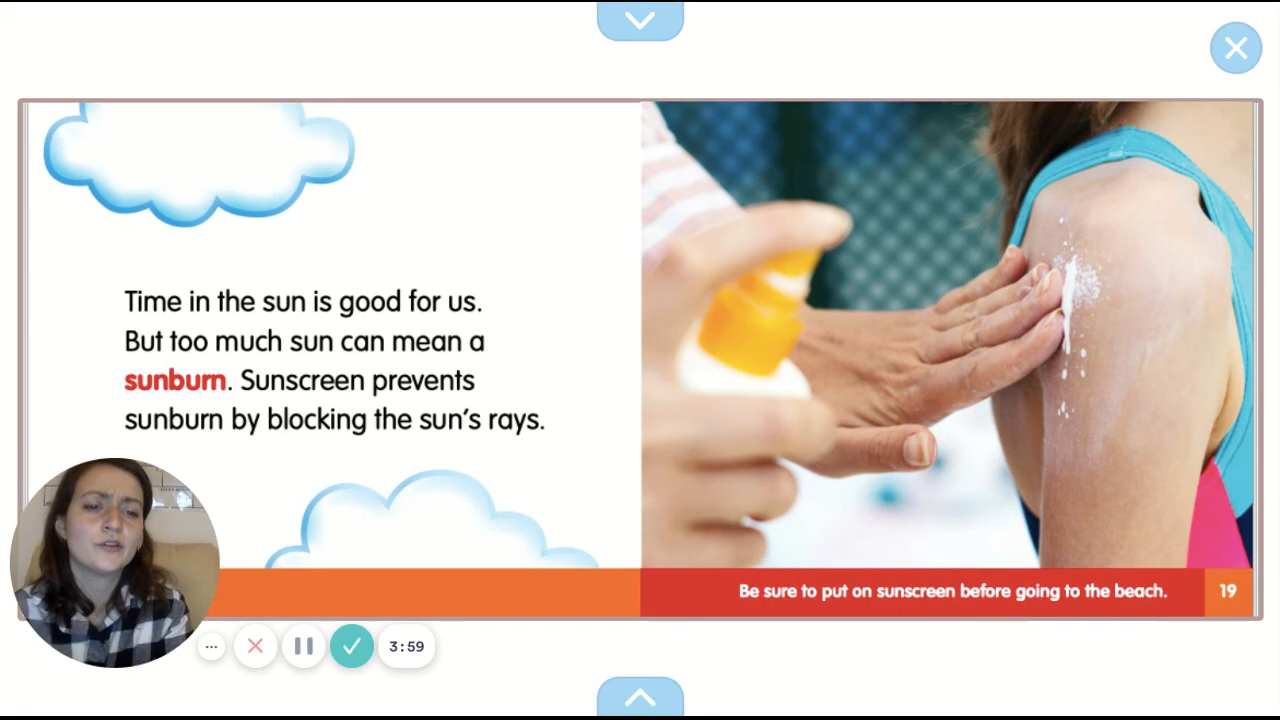 Time in the sun is good for us.
But too much sun can mean a
sunburn. Sunscreen prevents
sunburn by blocking the sun's rays.
Be sure to put on sunscreen before going to the beach.
19
3:59